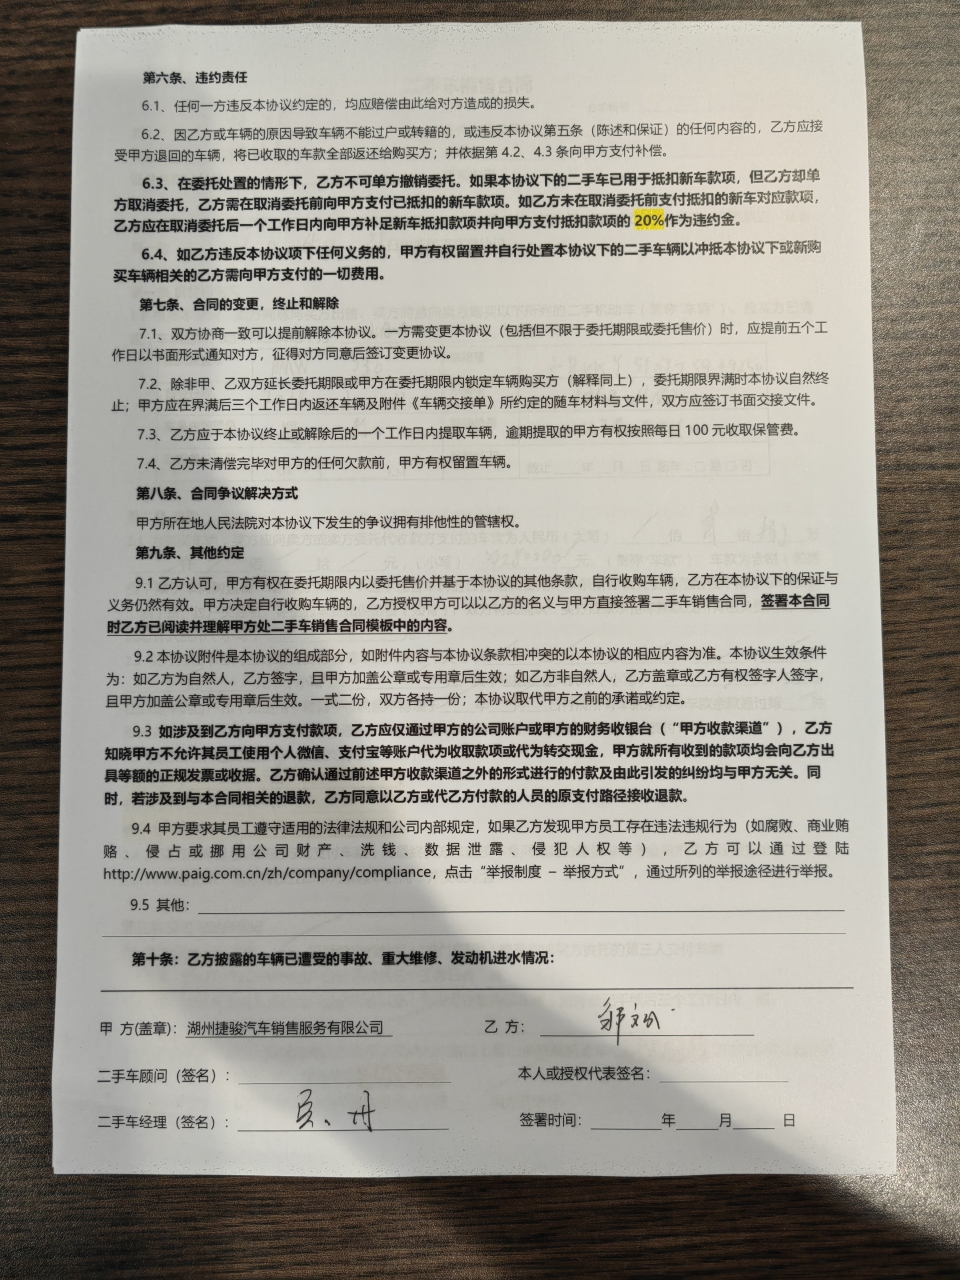 第六条、违约责任
6.1、任何一方违反本协议约定的，均应赔偿由此给对方造成的损失。
6.2、因乙方或车辆的原因导致车辆不能过户或转籍的，或违反本协议第五条（陈述和保证）的任何内容的，乙方应接
受甲方退回的车辆，将已收取的车款全部返还给购买方；并依据第 4.2、4.3 条向甲方支付补偿。
6.3、在委托处置的情形下，乙方不可单方撤销委托。如果本协议下的二手车已用于抵扣新车款项，但乙方却单
方取消委托，乙方需在取消委托前向甲方支付已抵扣的新车款项。如乙方未在取消委托前支付抵扣的新车对应款项，
乙方应在取消委托后一个工作日内向甲方补足新车抵扣款项并向甲方支付抵扣款项的 20%作为违约金。
6.4、如乙方违反本协议项下任何义务的，甲方有权留置并自行处置本协议下的二手车辆以冲抵本协议下或新购
买车辆相关的乙方需向甲方支付的一切费用。
第七条、合同的变更，终止和解除
7.1、双方协商一致可以提前解除本协议。一方需变更本协议（包括但不限于委托期限或委托售价）时，应提前五个工
作日以书面形式通知对方，征得对方同意后签订变更协议。
7.2、除非甲、乙双方延长委托期限或甲方在委托期限内锁定车辆购买方（解释同上），委托期限界满时本协议自然终
止；甲方应在界满后三个工作日内返还车辆及附件《车辆交接单》所约定的随车材料与文件，双方应签订书面交接文件。
7.3、乙方应于本协议终止或解除后的一个工作日内提取车辆，逾期提取的甲方有权按照每日 100 元收取保管费。
7.4、乙方未清偿完毕对甲方的任何欠款前，甲方有权留置车辆。
第八条、合同争议解决方式
甲方所在地人民法院对本协议下发生的争议拥有排他性的管辖权。
第九条、其他约定
9.1 乙方认可，甲方有权在委托期限内以委托售价并基于本协议的其他条款，自行收购车辆，乙方在本协议下的保证与
义务仍然有效。甲方决定自行收购车辆的，乙方授权甲方可以以乙方的名义与甲方直接签署二手车销售合同，签署本合同
时乙方已阅读并理解甲方处二手车销售合同模板中的内容。
9.2 本协议附件是本协议的组成部分，如附件内容与本协议条款相冲突的以本协议的相应内容为准。本协议生效条件
为：如乙方为自然人，乙方签字，且甲方加盖公章或专用章后生效；如乙方非自然人，乙方盖章或乙方有权签字人签字，
且甲方加盖公章或专用章后生效。一式二份，双方各持一份；本协议取代甲方之前的承诺或约定。
9.3 如涉及到乙方向甲方支付款项，乙方应仅通过甲方的公司账户或甲方的财务收银台（“甲方收款渠道”），乙方
知晓甲方不允许其员工使用个人微信、支付宝等账户代为收取款项或代为转交现金，甲方就所有收到的款项均会向乙方出
具等额的正规发票或收据。乙方确认通过前述甲方收款渠道之外的形式进行的付款及由此引发的纠纷均与甲方无关。同
时，若涉及到与本合同相关的退款，乙方同意以乙方或代乙方付款的人员的原支付路径接收退款。
9.4 甲方要求其员工遵守适用的法律法规和公司内部规定，如果乙方发现甲方员工存在违法违规行为（如腐败、商业贿
赂、侵占或挪用公司财产、洗钱、数据泄露、侵犯人权等），乙方可以通过登陆
http://www.paig.com.cn/zh/company/compliance，点击“举报制度 – 举报方式”，通过所列的举报途径进行举报。
9.5 其他：
第十条：乙方披露的车辆已遭受的事故、重大维修、发动机进水情况：
甲 方(盖章)：湖州捷骏汽车销售服务有限公司 乙 方：
二手车顾问（签名）： 本人或授权代表签名：
二手车经理（签名）： 签署时间： 年 月 日